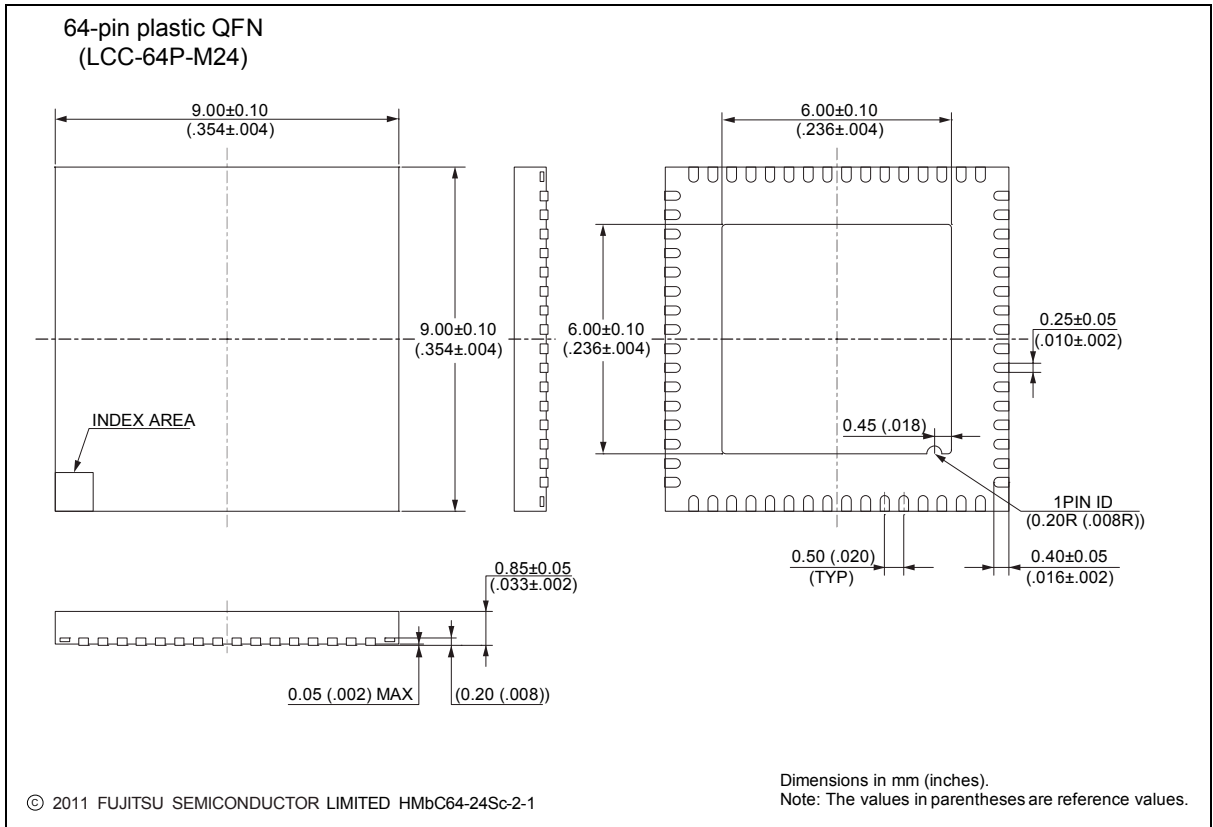 64-pin plastic QFN
(LCC-64P-M24)
9.00±0.10
(.354±.004)
6.00±0.10
(.236±.004)
9.00±0.10
(.354±.004)
6.00±0.10
(.236±.004)
0.25±0.05
(.010±.002)
INDEX AREA
0.45 (.018)
1PIN ID
(0.20R (.008R))
0.50 (.020)
(TYP)
0.40±0.05
(.016±.002)
0.85±0.05
(.033±.002)
0.05 (.002) MAX
(0.20 (.008))
Dimensions in mm (inches).
Note: The values in parentheses are reference values.
© 2011 FUJITSU SEMICONDUCTOR LIMITED HMbC64-24Sc-2-1